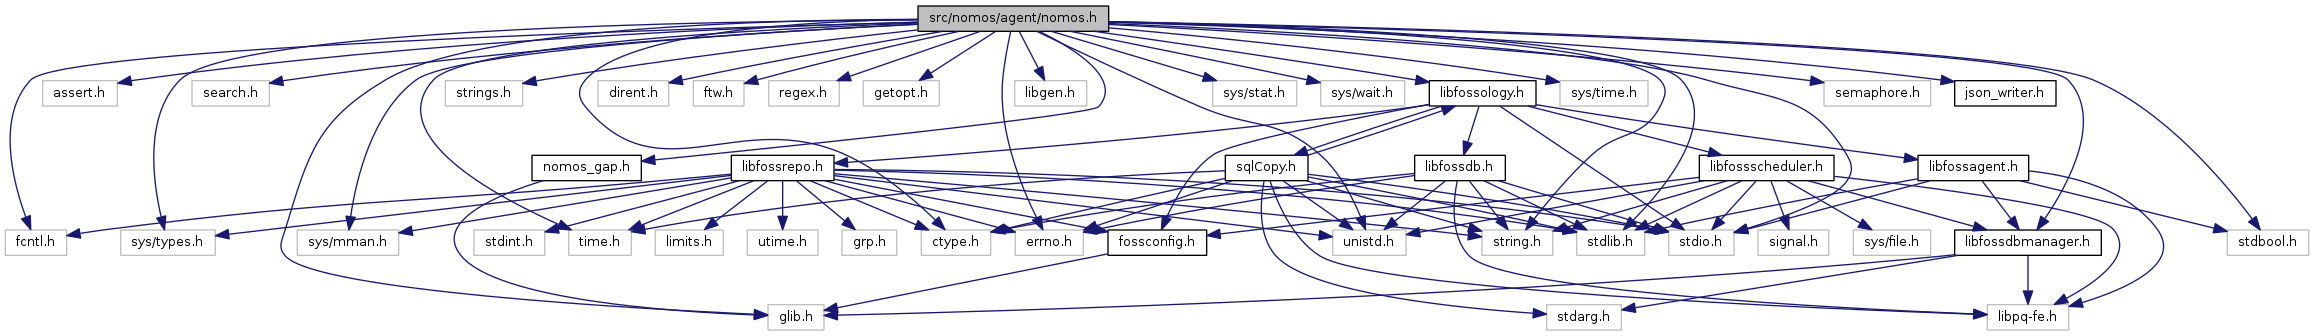 src/nomos/agent/nomos.h
assert.h
search.h
strings.h
dirent.h
ftw.h
regex.h
getopt.h
libgen.h
sys/stat.h
sys/wait.h
libfossology.h
sys/time.h
semaphore.h
json_writer.h
nomos_gap.h
libfossrepo.h
sqlCopy.h
libfossdb.h
libfossscheduler.h
libfossagent.h
fcntl.h
sys/types.h
sys/mman.h
stdint.h
time.h
limits.h
utime.h
grp.h
ctype.h
errno.h
fossconfig.h
unistd.h
string.h
stdlib.h
stdio.h
signal.h
sys/file.h
libfossdbmanager.h
stdbool.h
glib.h
stdarg.h
libpq-fe.h